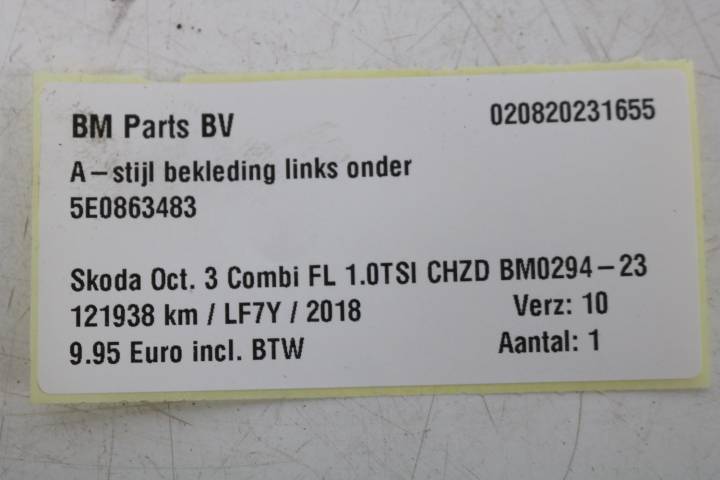 BM Parts BV 020820231655
A-stijl bekleding links onder
5E0863483
Skoda Oct. 3 Combi FL 1.0TSI CHZD BM0294-23
121938 km / LF7Y / 2018 Verz: 10
9.95 Euro incl. BTW Aantal: 1